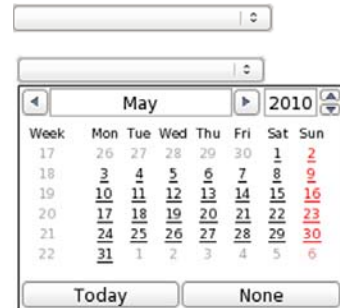 May 2010
Week Mon Tue Wed Thu Fri Sat Sun
17 26 27 28 29 30 1 2
18 3 4 5 6 7 8 9
19 10 11 12 13 14 15 16
20 17 18 19 20 21 22 23
21 24 25 26 27 28 29 30
22 31 1 2 3 4 5 6
Today None